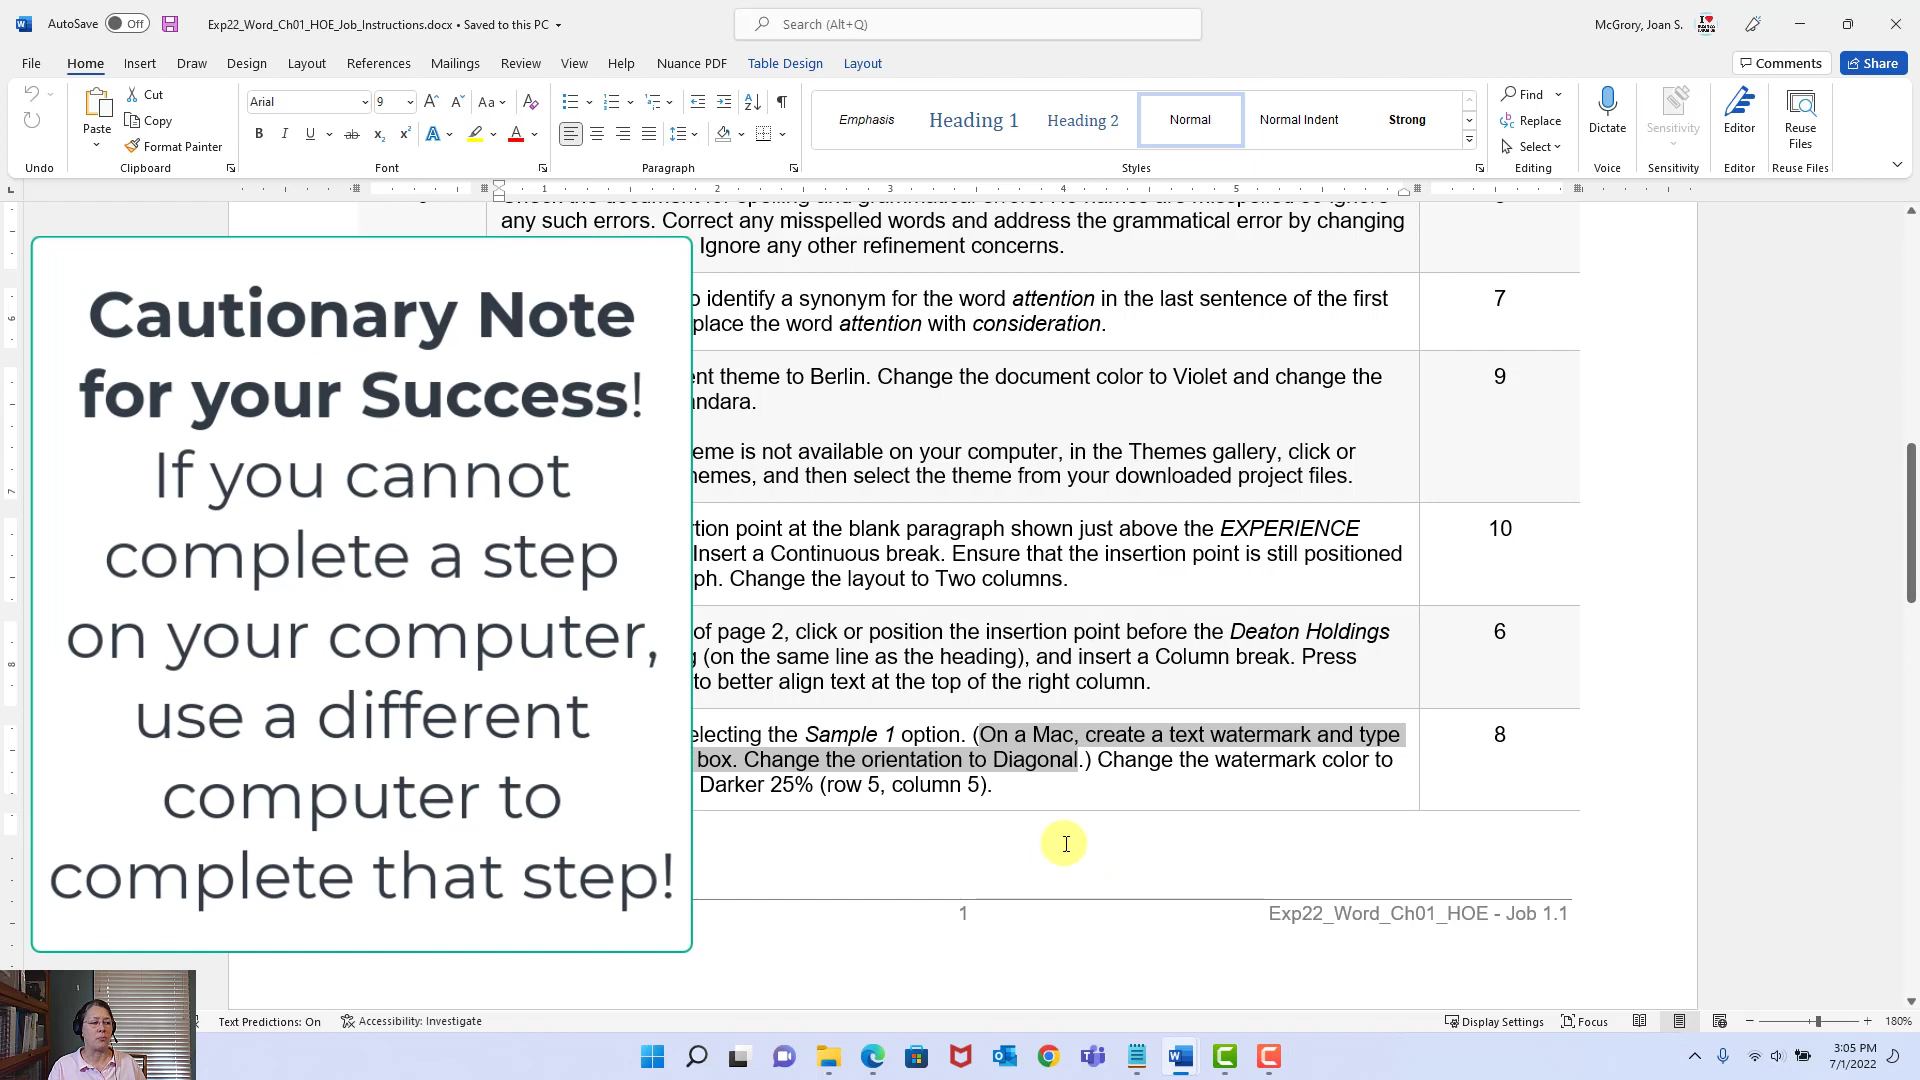 AutoSave
Off
Exp22_Word_Ch01_HOE_Job_Instructions.docx • Saved to this PC
Search (Alt+Q)
McGrory, Joan S.
File
Home
Insert
Draw
Design
Layout
References
Mailings
Review
View
Help
Nuance PDF
Table Design
Layout
Comments
Share
Undo
Paste
Cut
Copy
Format Painter
Clipboard
Arial
9
Font
Paragraph
Emphasis
Heading 1
Heading 2
Normal
Normal Indent
Strong
Styles
Find
Replace
Select
Editing
Dictate
Voice
Sensitivity
Sensitivity
Editor
Editor
Reuse Files
Reuse Files
1 2 3 4 5
any such errors. Correct any misspelled words and address the grammatical error by changing
Ignore any other refinement concerns.
o identify a synonym for the word attention in the last sentence of the first
place the word attention with consideration.
7
nt theme to Berlin. Change the document color to Violet and change the
ndara.
9
eme is not available on your computer, in the Themes gallery, click or
emes, and then select the theme from your downloaded project files.
tion point at the blank paragraph shown just above the EXPERIENCE
Insert a Continuous break. Ensure that the insertion point is still positioned
ph. Change the layout to Two columns.
10
of page 2, click or position the insertion point before the Deaton Holdings
g (on the same line as the heading), and insert a Column break. Press
to better align text at the top of the right column.
6
electing the Sample 1 option. (On a Mac, create a text watermark and type
box. Change the orientation to Diagonal.) Change the watermark color to
Darker 25% (row 5, column 5).
8
1
Exp22_Word_Ch01_HOE - Job 1.1
Cautionary Note
for your Success!
If you cannot
complete a step
on your computer,
use a different
computer to
complete that step!
Text Predictions: On
Accessibility: Investigate
Display Settings
Focus
180%
3:05 PM
7/1/2022